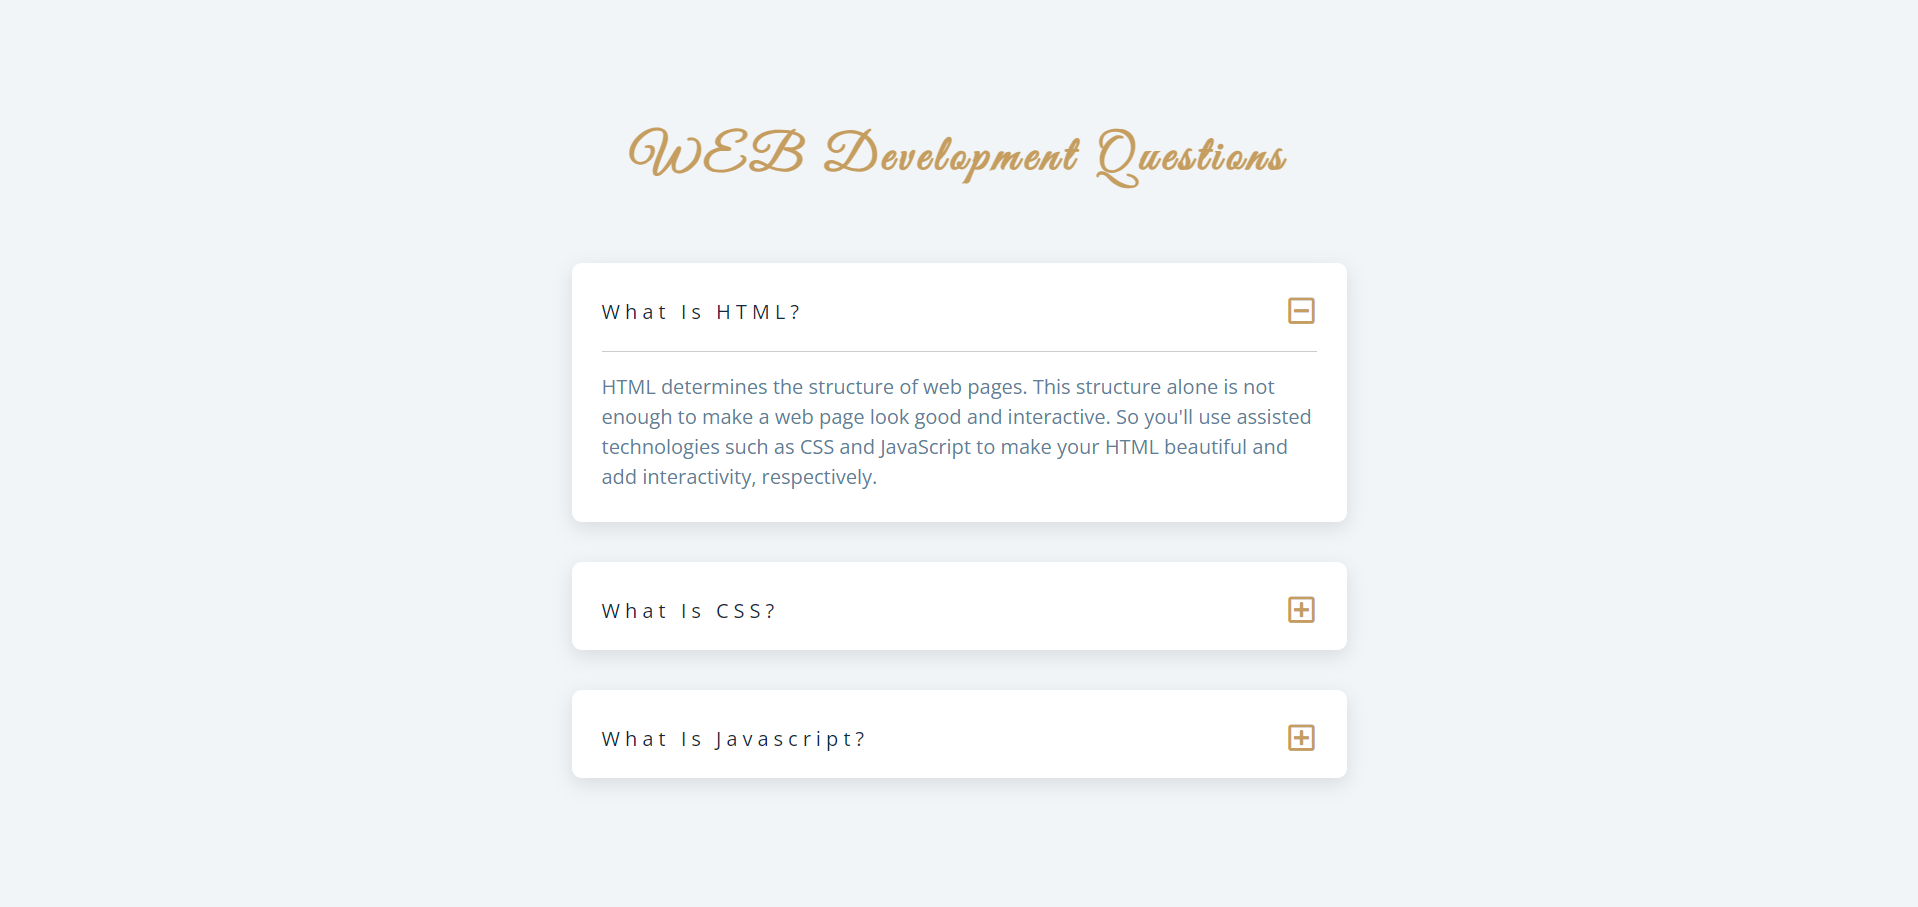 WEB Development Questions
What Is HTML?
HTML determines the structure of web pages. This structure alone is not
enough to make a web page look good and interactive. So you'll use assisted
technologies such as CSS and JavaScript to make your HTML beautiful and
add interactivity, respectively.
What Is CSS?
What Is Javascript?